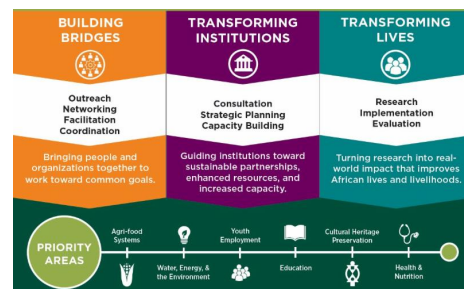 BUILDING
BRIDGES
Outreach
Networking
Facilitation
Coordination
Bringing people and
organizations together to
work toward common goals.
TRANSFORMING
INSTITUTIONS
Consultation
Strategic Planning
Capacity Building
Guiding institutions toward
sustainable partnerships,
enhanced resources, and
increased capacity.
TRANSFORMING
LIVES
Research
Implementation
Evaluation
Turning research into real-
world impact that improves
African lives and livelihoods.
PRIORITY
AREAS
Agri-food
Systems
Water, Energy, &
the Environment
Youth
Employment
Education
Cultural Heritage
Preservation
Health &
Nutrition